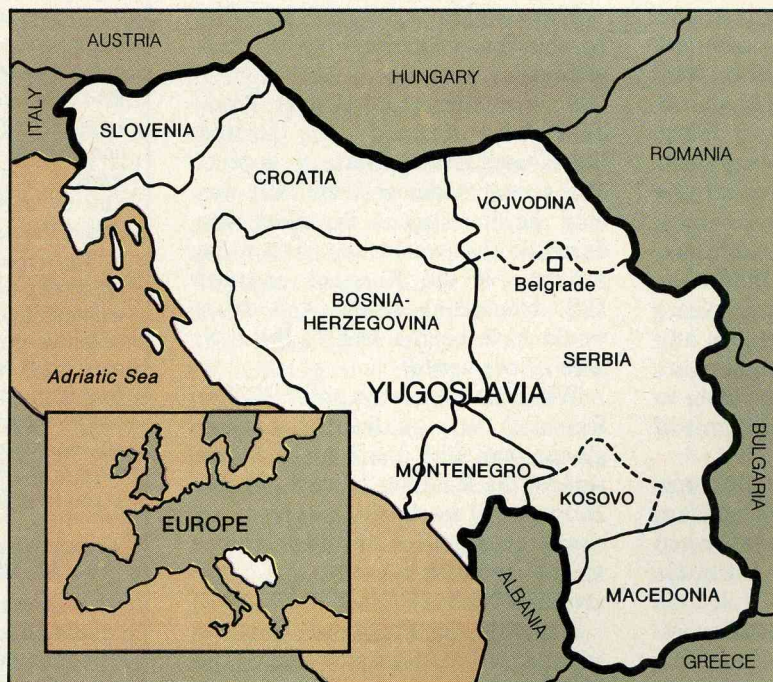 AUSTRIA
HUNGARY
ITALY
SLOVENIA
CROATIA
VOJVODINA
ROMANIA
Belgrade
BOSNIA-
HERZEGOVINA
SERBIA
Adriatic Sea
YUGOSLAVIA
BULGARIA
MONTENEGRO
KOSOVO
EUROPE
ALBANIA
MACEDONIA
GREECE